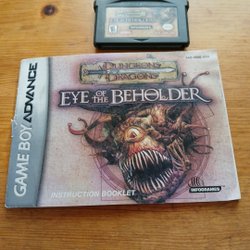 DUNGEONS
&
DRAGONS
EYE OF THE BEHOLDER
GAME BOY ADVANCE
INSTRUCTION BOOKLET
INFOGRAMES